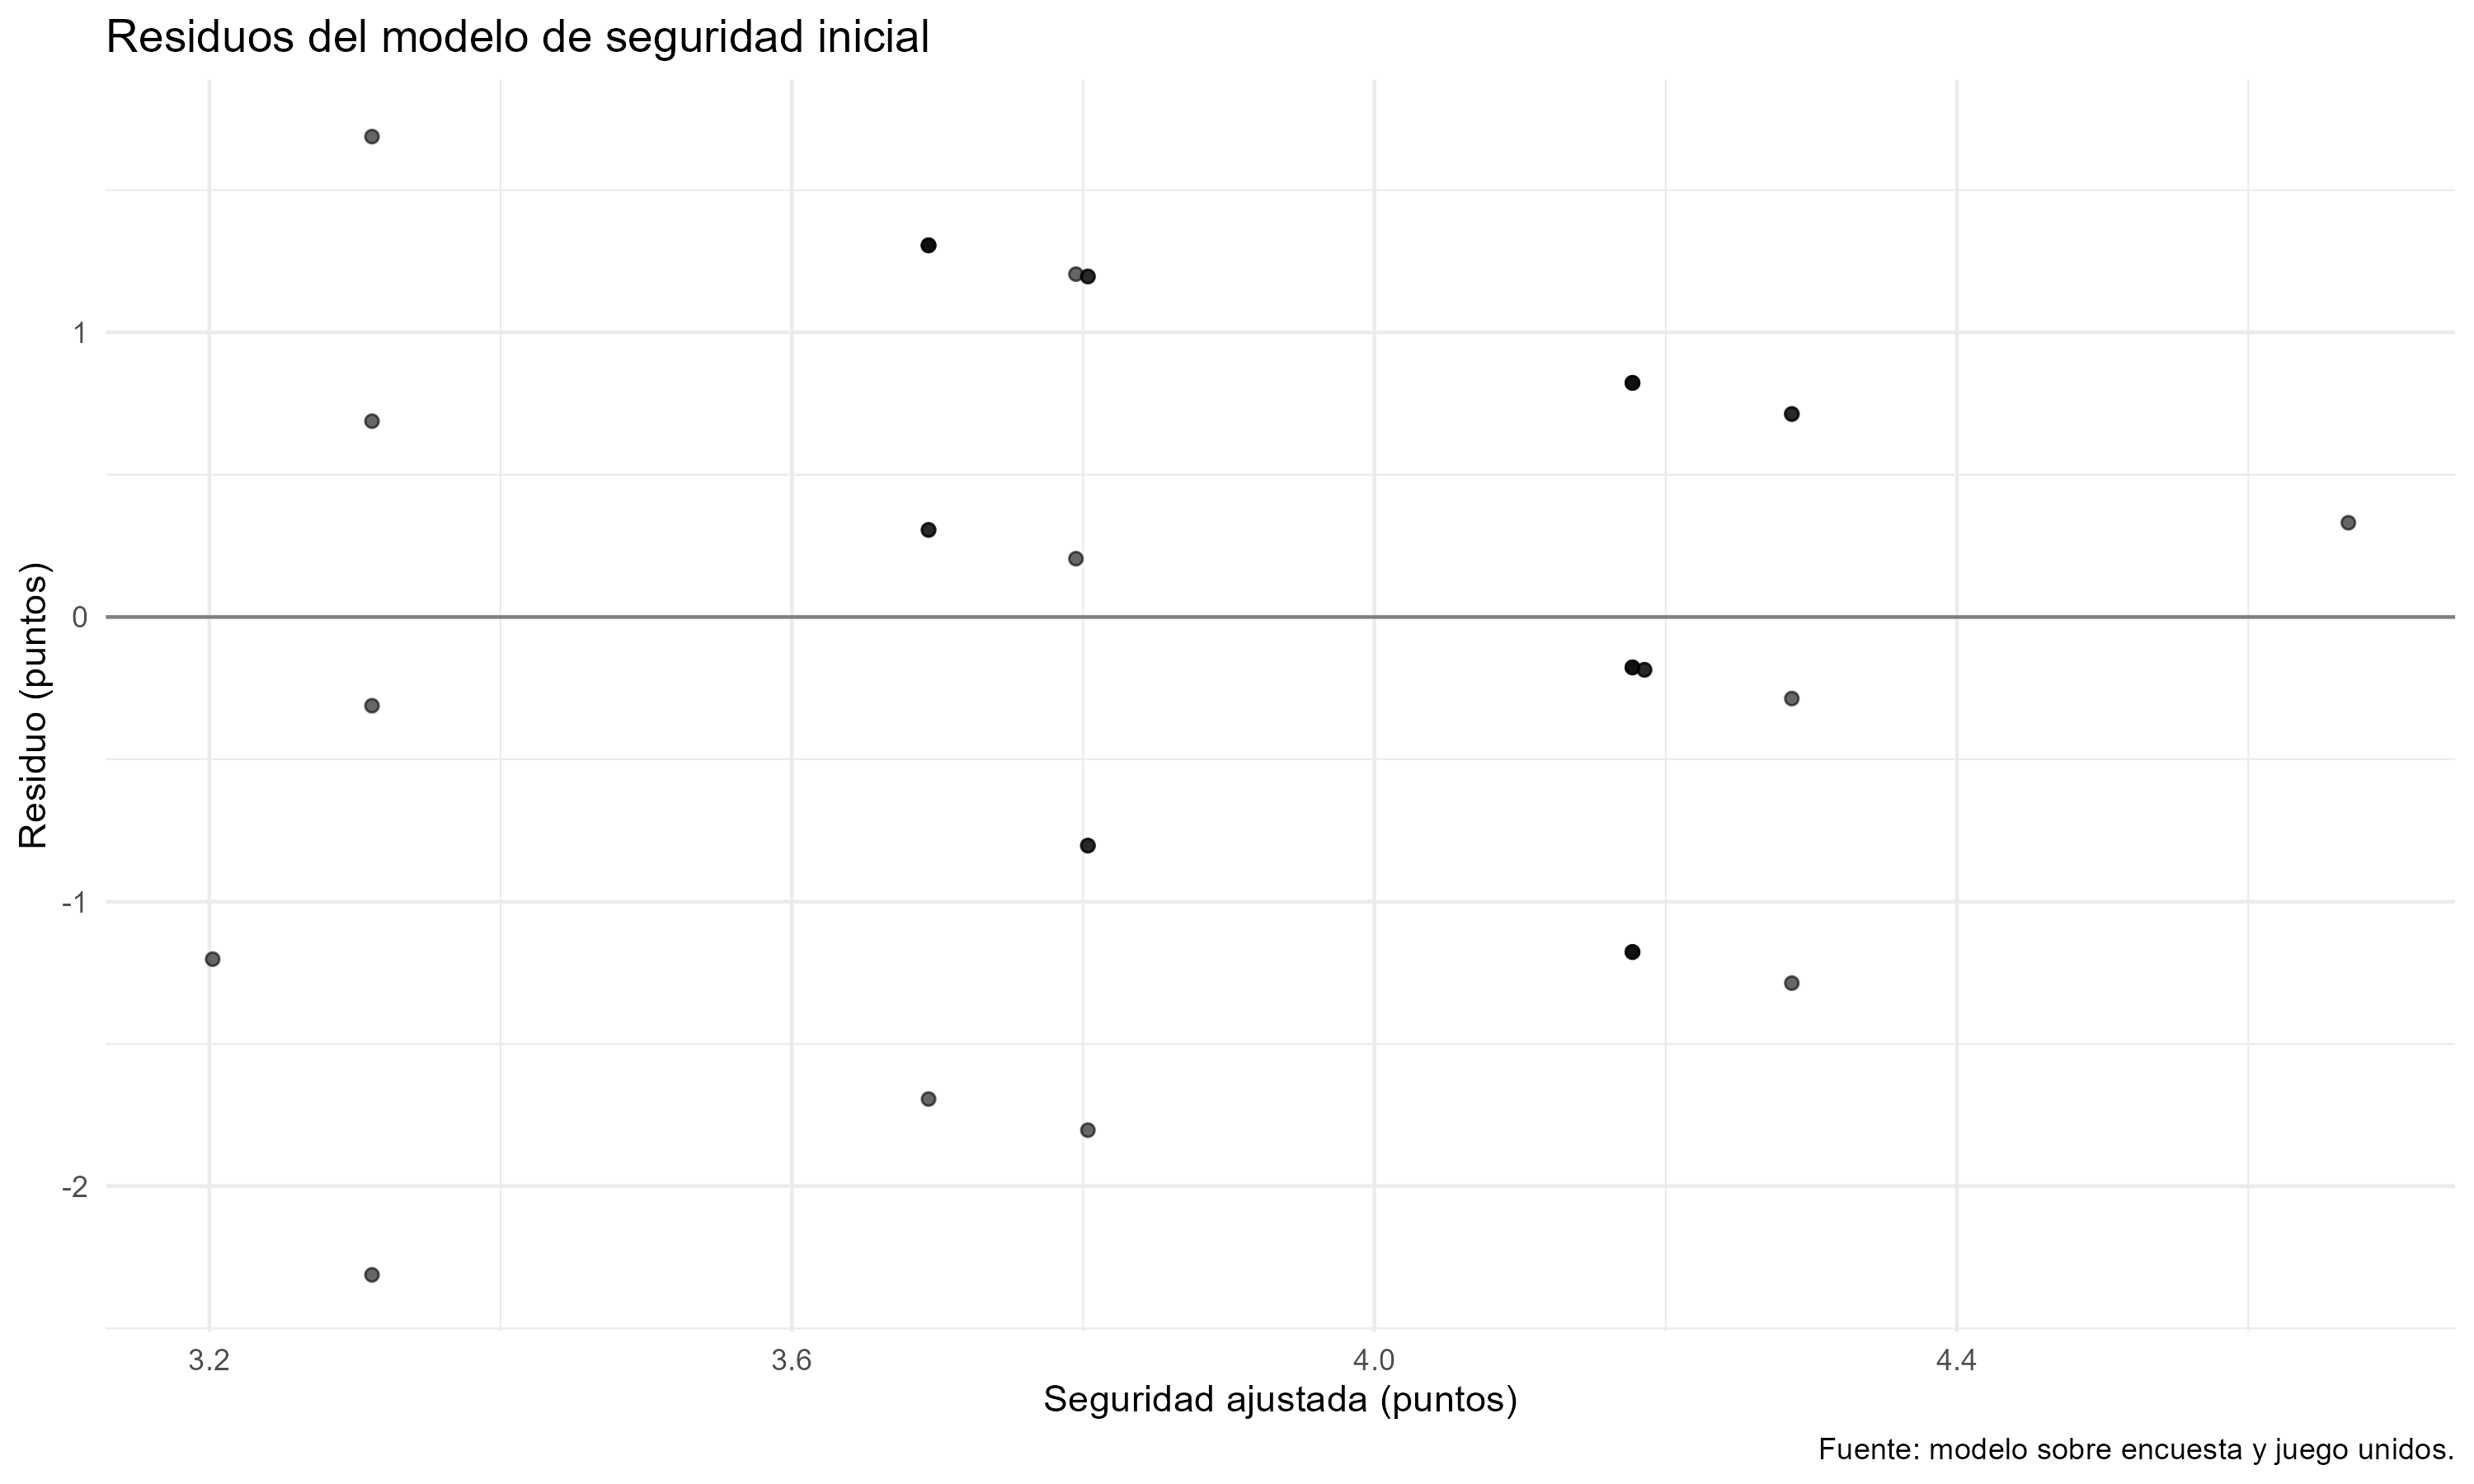 Residuos del modelo de seguridad inicial
1
0
-1
-2
Residuo (puntos)
3.2
3.6
4.0
4.4
Seguridad ajustada (puntos)
Fuente: modelo sobre encuesta y juego unidos.